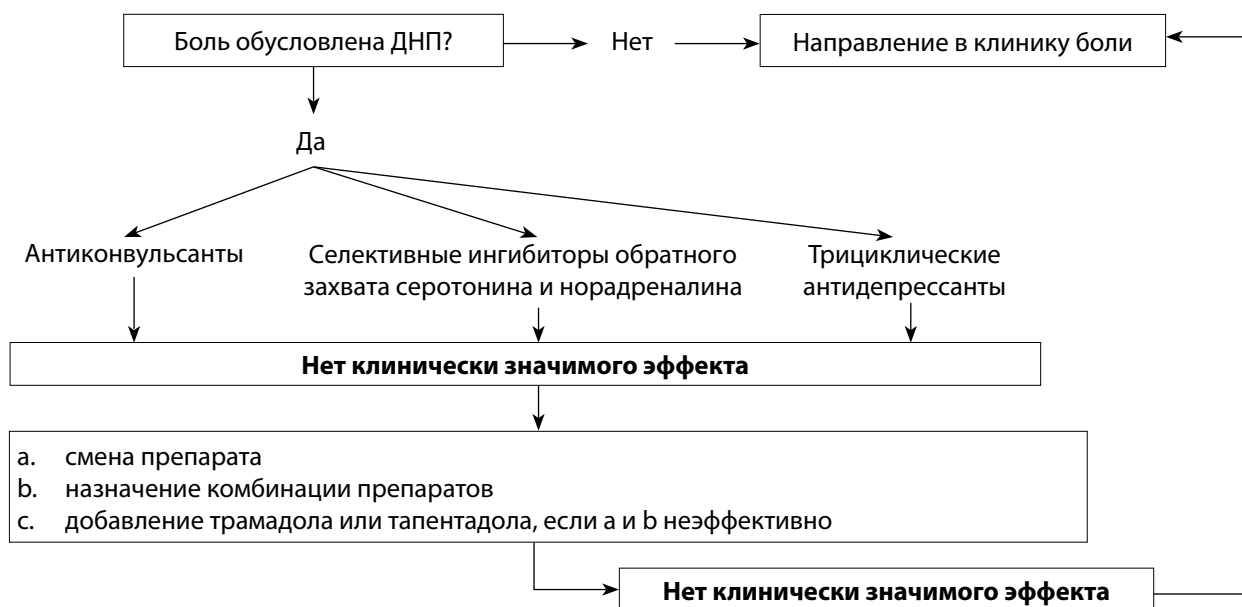 Боль обусловлена ДНП?
Нет
Направление в клинику боли
Да
Антиконвульсанты
Селективные ингибиторы обратного
захвата серотонина и норадреналина
Трициклические
антидепрессанты
Нет клинически значимого эффекта
a. смена препарата
b. назначение комбинации препаратов
c. добавление трамадола или тапентадола, если a и b неэффективно
Нет клинически значимого эффекта